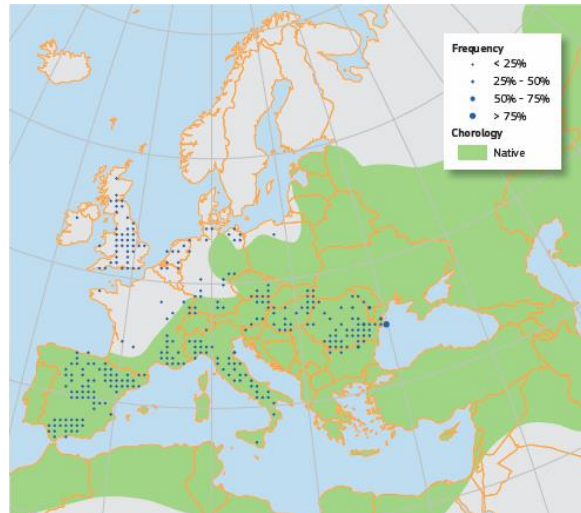 Frequency
< 25%
25% - 50%
50% - 75%
> 75%
Chorology
Native